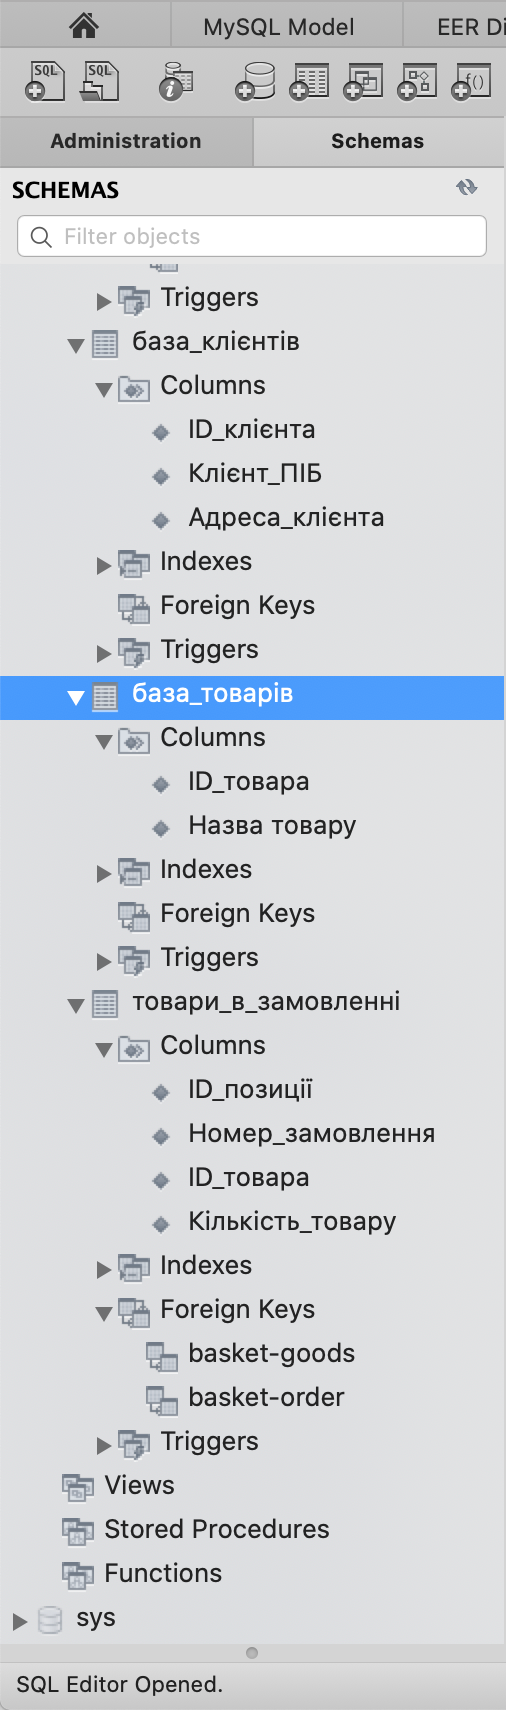 MySQL Model
EER Di
SQL
SQL
f()
Administration
Schemas
SCHEMAS
Filter objects
Triggers
база_клієнтів
Columns
ID_клієнта
Клієнт_ПІБ
Адреса_клієнта
Indexes
Foreign Keys
Triggers
база_товарів
Columns
ID_товара
Назва товару
Indexes
Foreign Keys
Triggers
товари_в_замовленні
Columns
ID_позиції
Номер_замовлення
ID_товара
Кількість_товару
Indexes
Foreign Keys
basket-goods
basket-order
Triggers
Views
Stored Procedures
Functions
sys
SQL Editor Opened.